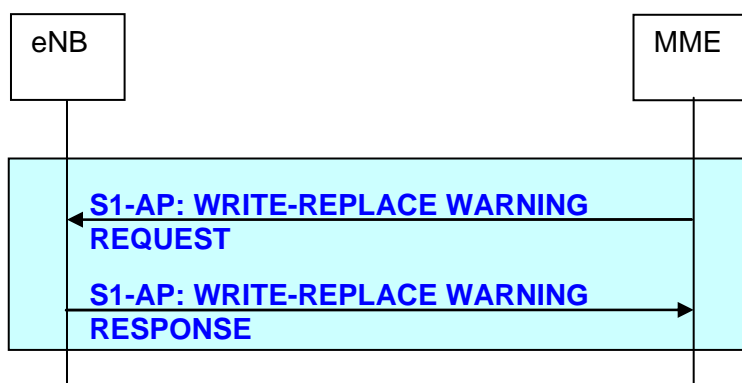 eNB
MME
S1-AP: WRITE-REPLACE WARNING
REQUEST
S1-AP: WRITE-REPLACE WARNING
RESPONSE